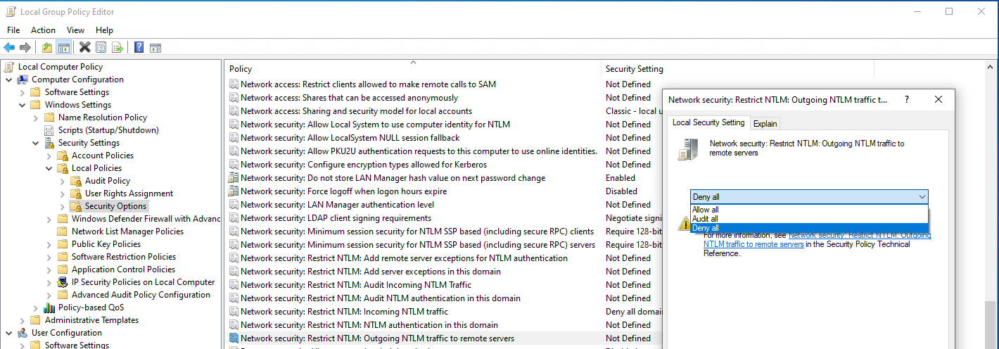 Local Group Policy Editor
File Action View Help
Local Computer Policy
Computer Configuration
Software Settings
Windows Settings
Name Resolution Policy
Scripts (Startup/Shutdown)
Security Settings
Account Policies
Local Policies
Audit Policy
User Rights Assignment
Security Options
Windows Defender Firewall with Advanc
Network List Manager Policies
Public Key Policies
Software Restriction Policies
Application Control Policies
IP Security Policies on Local Computer
Advanced Audit Policy Configuration
Policy-based QoS
Administrative Templates
User Configuration
Software Settings
Policy Security Setting
Network access: Restrict clients allowed to make remote calls to SAM Not Defined
Network access: Shares that can be accessed anonymously Not Defined
Network access: Sharing and security model for local accounts Classic - local u
Network security: Allow Local System to use computer identity for NTLM Not Defined
Network security: Allow LocalSystem NULL session fallback Not Defined
Network security: Allow PKU2U authentication requests to this computer to use online identities. Not Defined
Network security: Configure encryption types allowed for Kerberos Not Defined
Network security: Do not store LAN Manager hash value on next password change Enabled
Network security: Force logoff when logon hours expire Disabled
Network security: LAN Manager authentication level Not Defined
Network security: LDAP client signing requirements Negotiate signi
Network security: Minimum session security for NTLM SSP based (including secure RPC) clients Require 128-bit
Network security: Minimum session security for NTLM SSP based (including secure RPC) servers Require 128-bit
Network security: Restrict NTLM: Add remote server exceptions for NTLM authentication Not Defined
Network security: Restrict NTLM: Add server exceptions in this domain Not Defined
Network security: Restrict NTLM: Audit Incoming NTLM Traffic Not Defined
Network security: Restrict NTLM: Audit NTLM authentication in this domain Not Defined
Network security: Restrict NTLM: Incoming NTLM traffic Deny all domai
Network security: Restrict NTLM: NTLM authentication in this domain Not Defined
Network security: Restrict NTLM: Outgoing NTLM traffic to remote servers Not Defined
Network security: Restrict NTLM: Outgoing NTLM traffic t... ?
Local Security Setting Explain
Network security: Restrict NTLM: Outgoing NTLM traffic to
remote servers
Deny all
Allow all
Audit all
Deny all
For more information, see Network security: Restrict NTLM: Outgoing
NTLM traffic to remote servers in the Security Policy Technical
Reference.